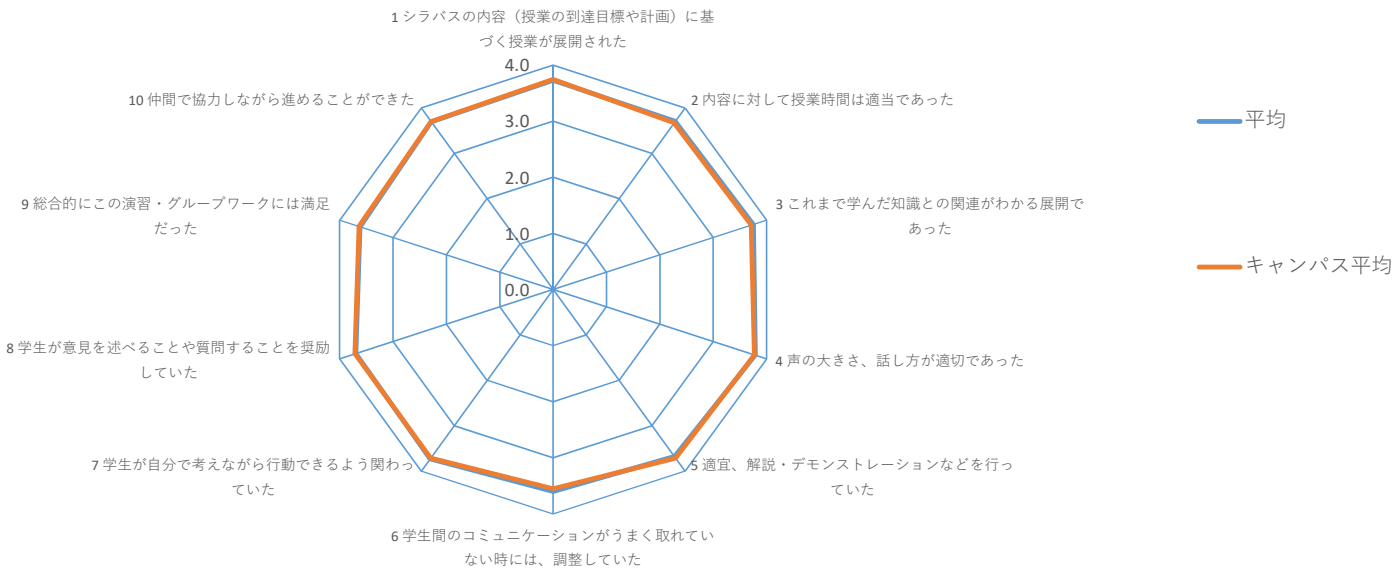 1 シラバスの内容（授業の到達目標や計画）に基
づく授業が展開された
4.0
3.0
2.0
1.0
0.0
2 内容に対して授業時間は適当であった
3 これまで学んだ知識との関連がわかる展開で
あった
4 声の大きさ、話し方が適切であった
5 適宜、解説・デモンストレーションなどを行っ
ていた
6 学生間のコミュニケーションがうまく取れてい
ない時には、調整していた
7 学生が自分で考えながら行動できるよう関わっ
ていた
8 学生が意見を述べることや質問することを奨励
していた
9 総合的にこの演習・グループワークには満足
だった
10 仲間で協力しながら進めることができた
平均
キャンパス平均